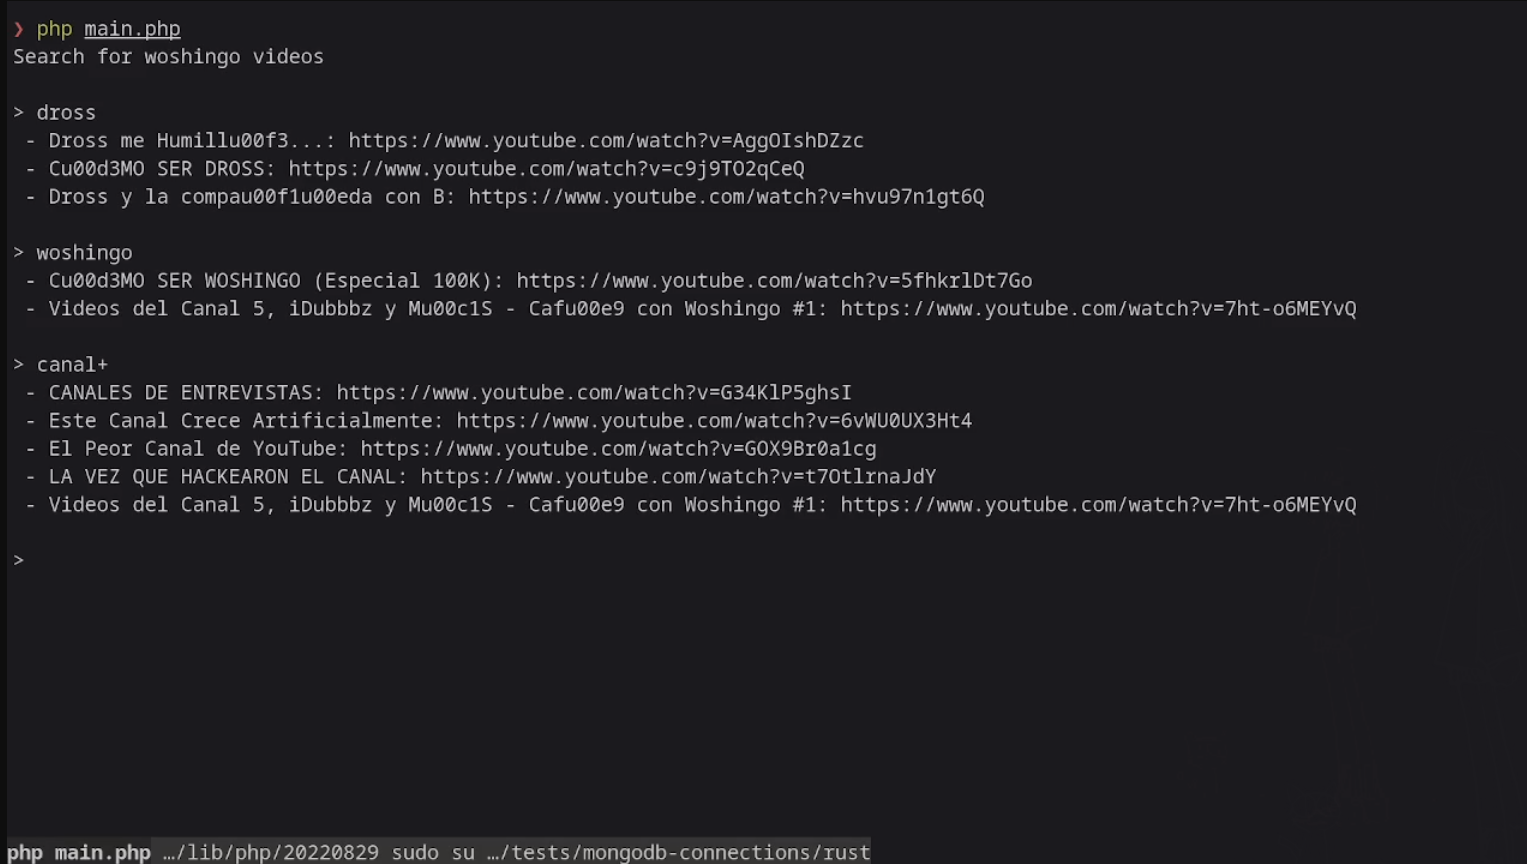 ❯ php main.php
Search for woshingo videos
> dross
- Dross me Humillu00f3...: https://www.youtube.com/watch?v=AggOIshDZzc
- Cu00d3MO SER DROSS: https://www.youtube.com/watch?v=c9j9TO2qCeQ
- Dross y la compau00f1u00eda con B: https://www.youtube.com/watch?v=hvu97n1gt6Q
> woshingo
- Cu00d3MO SER WOSHINGO (Especial 100K): https://www.youtube.com/watch?v=5fhkrlDt7Go
- Videos del Canal 5, iDubbbz y Mu00c1S - Cafu00e9 con Woshingo #1: https://www.youtube.com/watch?v=7ht-o6MEYvQ
> canal+
- CANALES DE ENTREVISTAS: https://www.youtube.com/watch?v=G34KlP5ghsI
- Este Canal Crece Artificialmente: https://www.youtube.com/watch?v=6vWU0UX3Ht4
- El Peor Canal de YouTube: https://www.youtube.com/watch?v=GOX9Br0a1cg
- LA VEZ QUE HACKEARON EL CANAL: https://www.youtube.com/watch?v=t7OtlrnaJdY
- Videos del Canal 5, iDubbbz y Mu00c1S - Cafu00e9 con Woshingo #1: https://www.youtube.com/watch?v=7ht-o6MEYvQ
>
php main.php …/lib/php/20220829 sudo su …/tests/mongodb-connections/rust